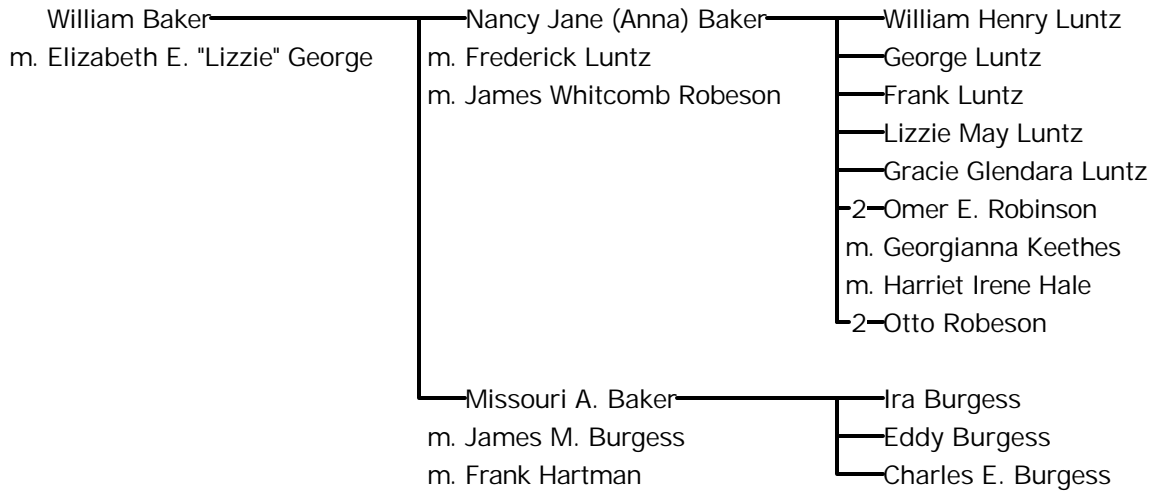 William Baker
m. Elizabeth E. "Lizzie" George
Nancy Jane (Anna) Baker
m. Frederick Luntz
m. James Whitcomb Robeson
William Henry Luntz
George Luntz
Frank Luntz
Lizzie May Luntz
Gracie Glendara Luntz
2 Omer E. Robinson
m. Georgianna Keethes
m. Harriet Irene Hale
2 Otto Robeson
Missouri A. Baker
m. James M. Burgess
m. Frank Hartman
Ira Burgess
Eddy Burgess
Charles E. Burgess